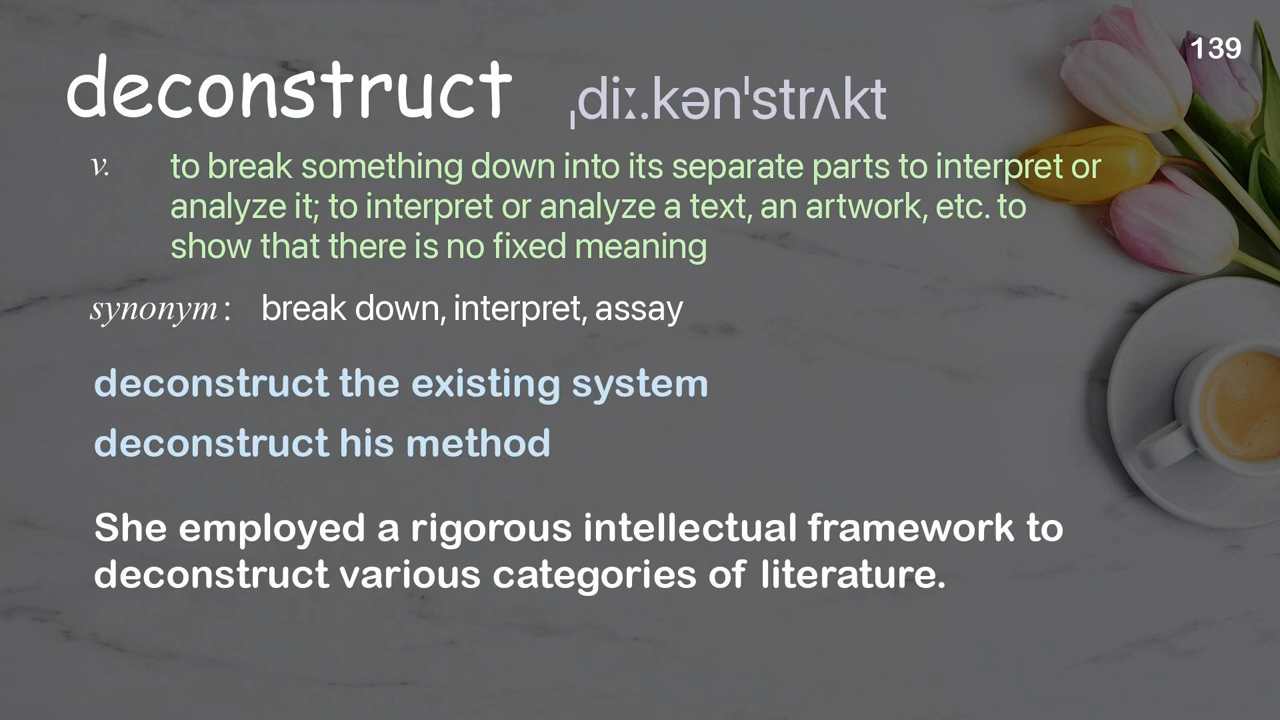 139
deconstruct ˌdiː.kən'strʌkt
v. to break something down into its separate parts to interpret or
analyze it; to interpret or analyze a text, an artwork, etc. to
show that there is no fixed meaning
synonym: break down, interpret, assay
deconstruct the existing system
deconstruct his method
She employed a rigorous intellectual framework to
deconstruct various categories of literature.